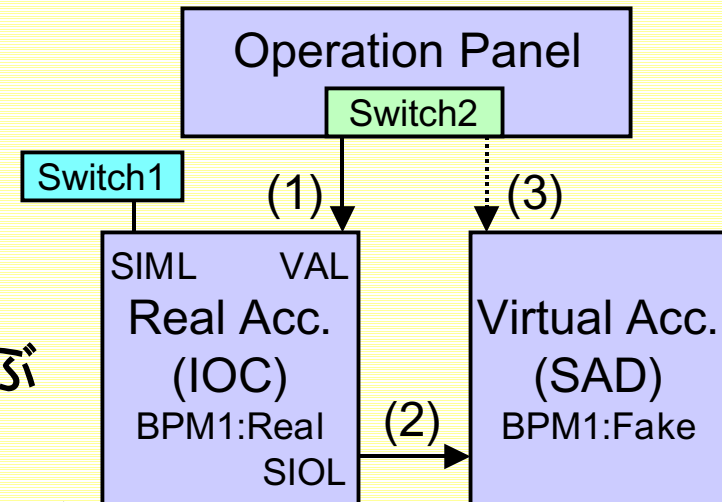 Operation Panel
Switch2
Switch1
(1)
(3)
SIML VAL
Real Acc.
(IOC)
BPM1:Real
SIOL
(2)
Virtual Acc.
(SAD)
BPM1:Fake
ぶ